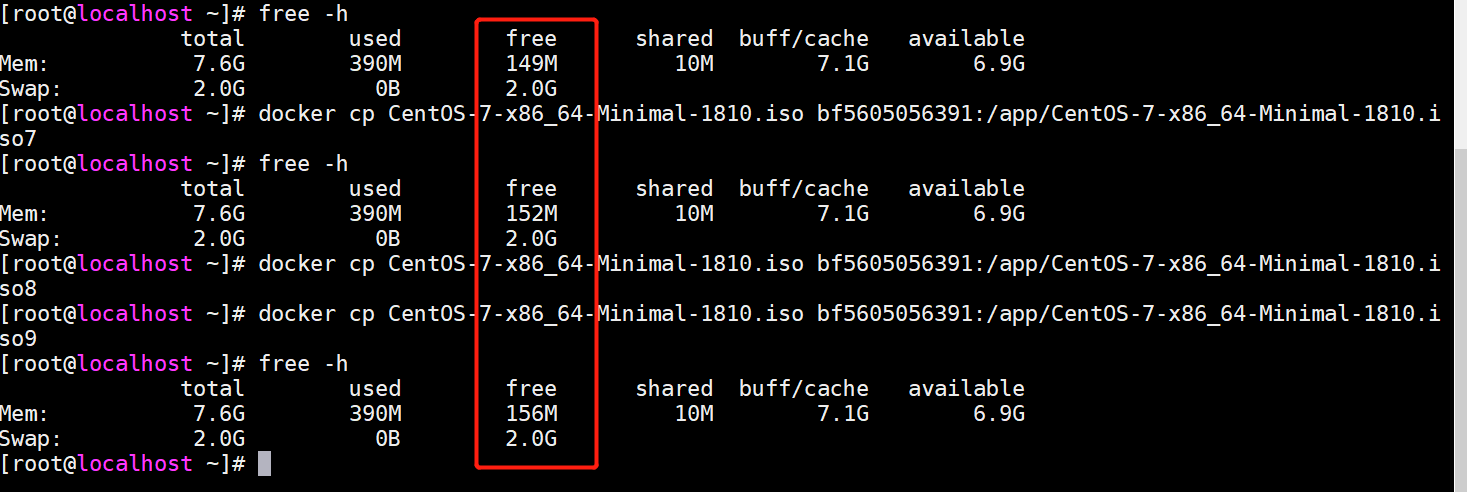 [root@localhost ~]# free -h
              total        used        free      shared  buff/cache   available
Mem:           7.6G        390M        149M         10M        7.1G        6.9G
Swap:          2.0G          0B        2.0G
[root@localhost ~]# docker cp CentOS-7-x86_64-Minimal-1810.iso bf5605056391:/app/CentOS-7-x86_64-Minimal-1810.i
so7
[root@localhost ~]# free -h
              total        used        free      shared  buff/cache   available
Mem:           7.6G        390M        152M         10M        7.1G        6.9G
Swap:          2.0G          0B        2.0G
[root@localhost ~]# docker cp CentOS-7-x86_64-Minimal-1810.iso bf5605056391:/app/CentOS-7-x86_64-Minimal-1810.i
so8
[root@localhost ~]# docker cp CentOS-7-x86_64-Minimal-1810.iso bf5605056391:/app/CentOS-7-x86_64-Minimal-1810.i
so9
[root@localhost ~]# free -h
              total        used        free      shared  buff/cache   available
Mem:           7.6G        390M        156M         10M        7.1G        6.9G
Swap:          2.0G          0B        2.0G
[root@localhost ~]#